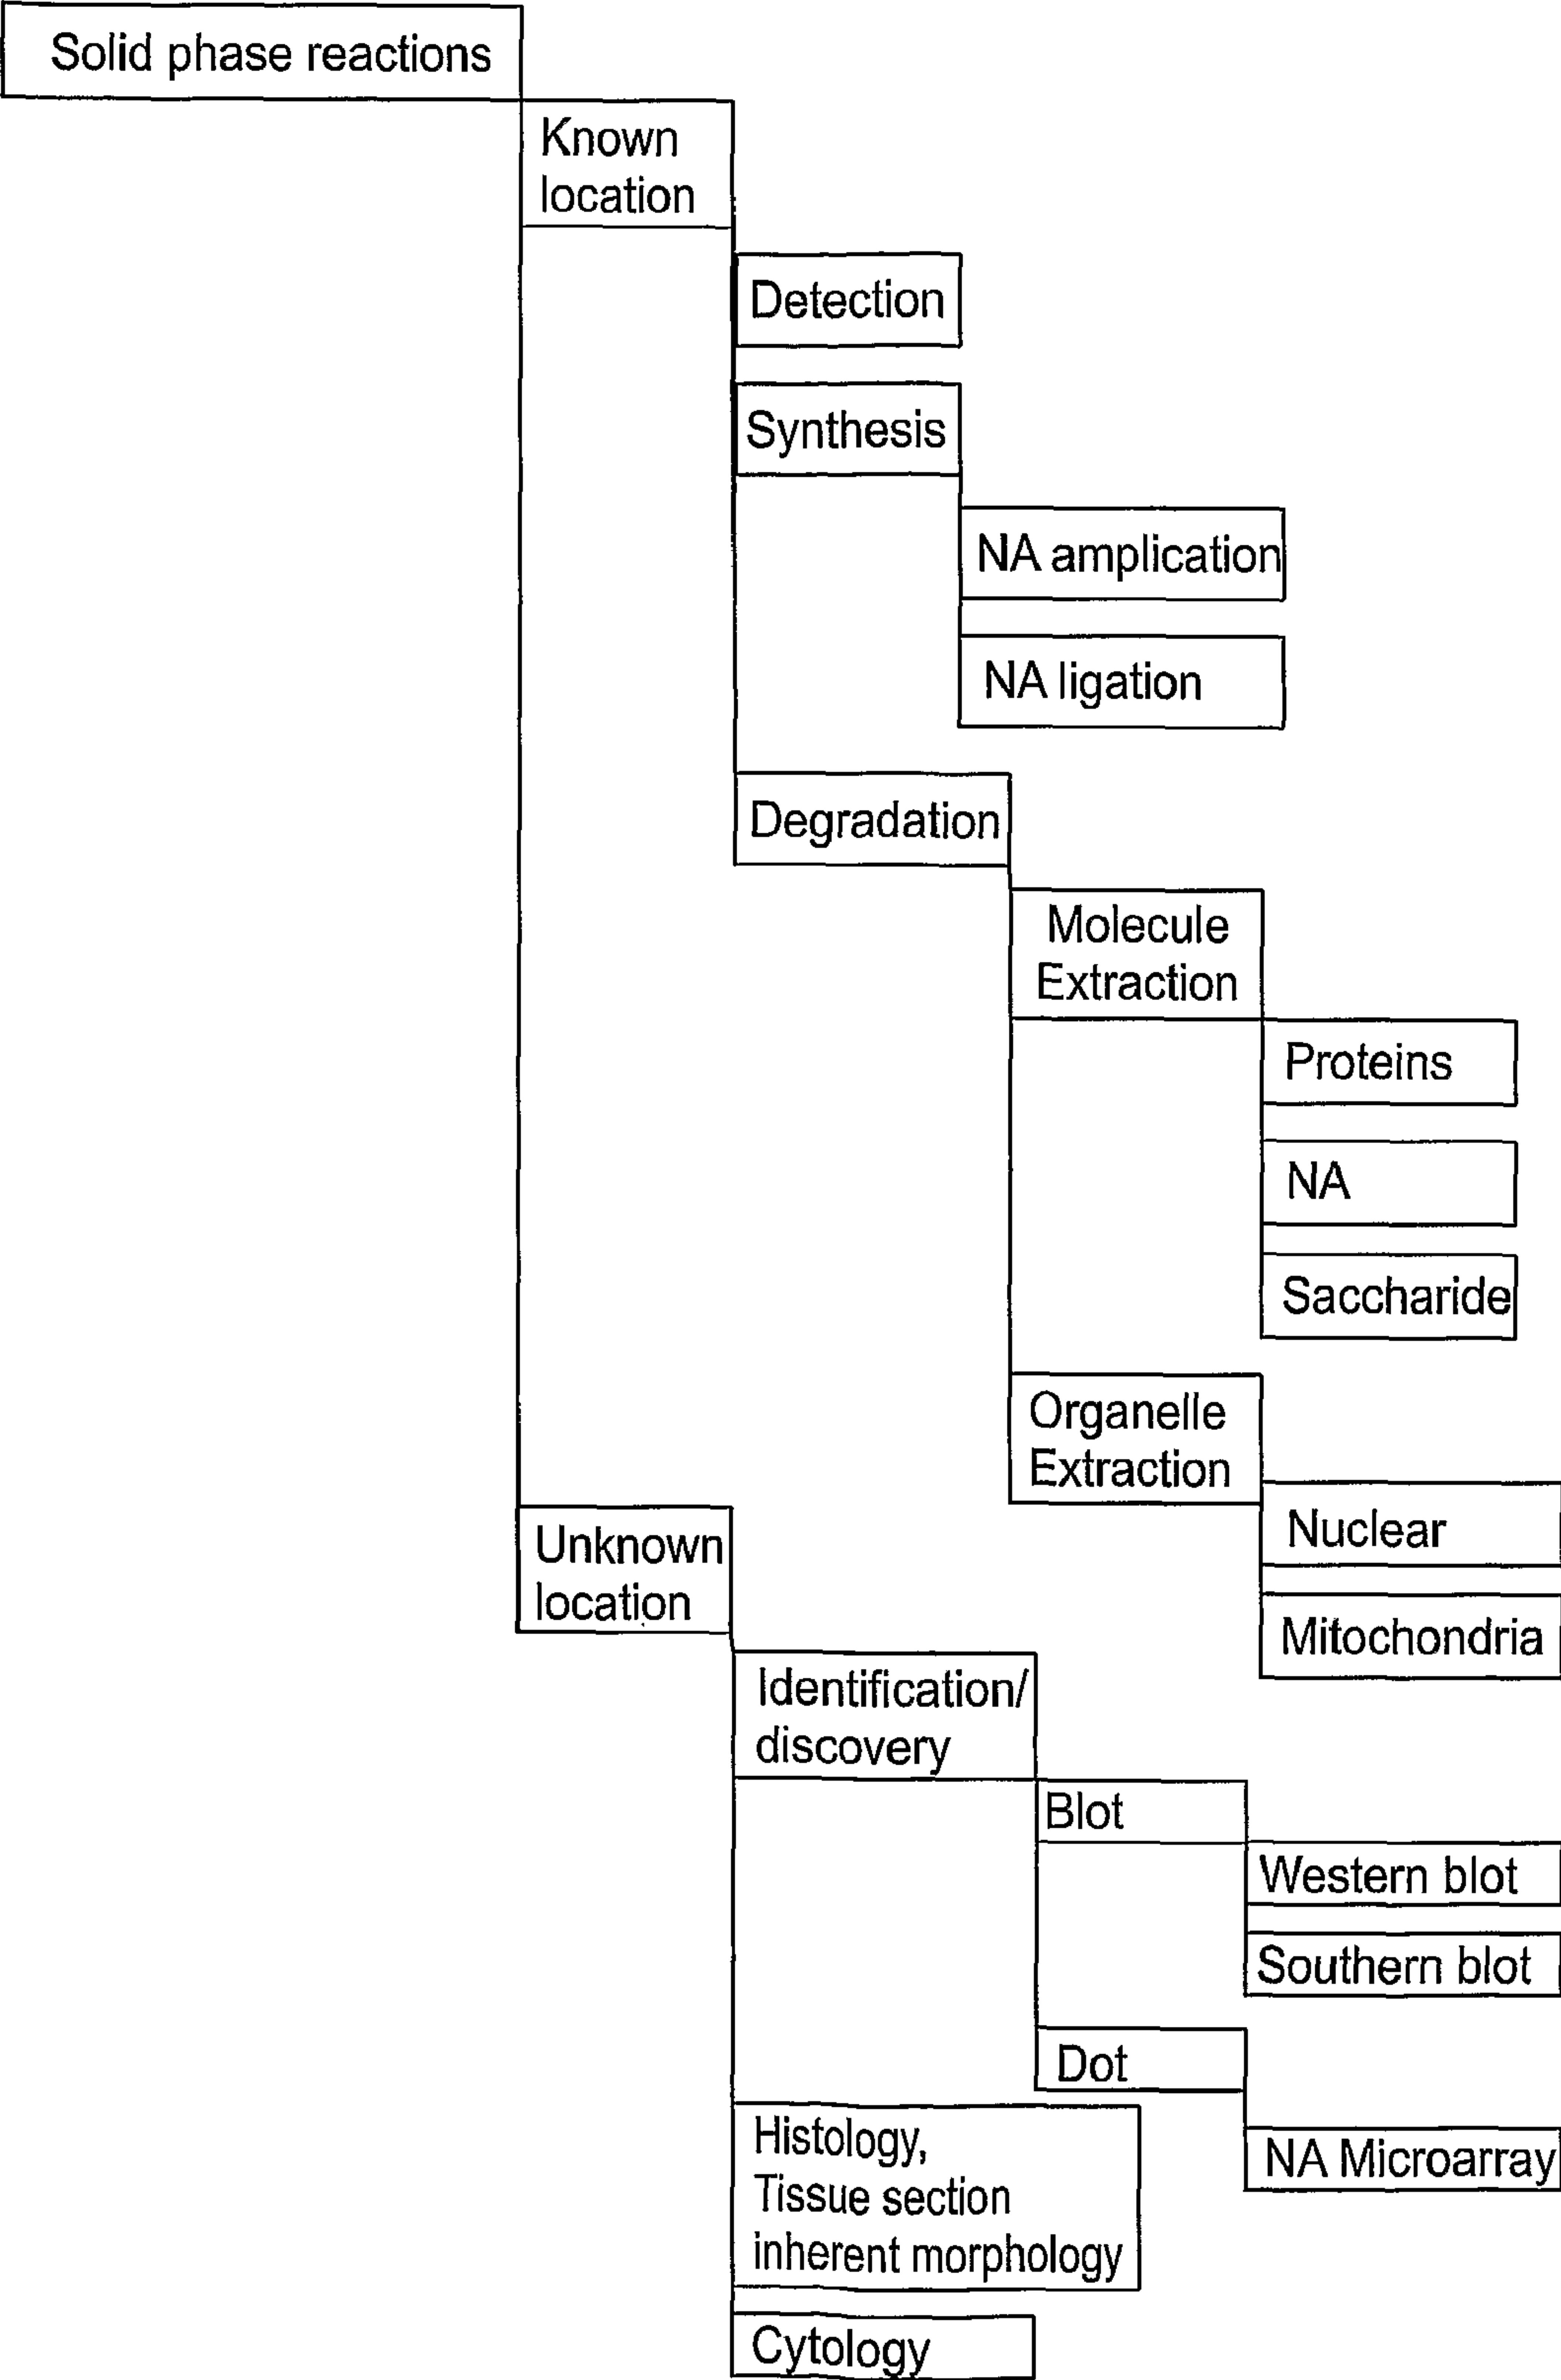 Solid phase reactions
Known
location
Detection
Synthesis
NA amplication
NA ligation
Degradation
Molecule
Extraction
Proteins
NA
Saccharide
Organelle
Extraction
Nuclear
Mitochondria
Unknown
location
Identification/
discovery
Blot
Western blot
Southern blot
Dot
NA Microarray
Histology,
Tissue section
inherent morphology
Cytology